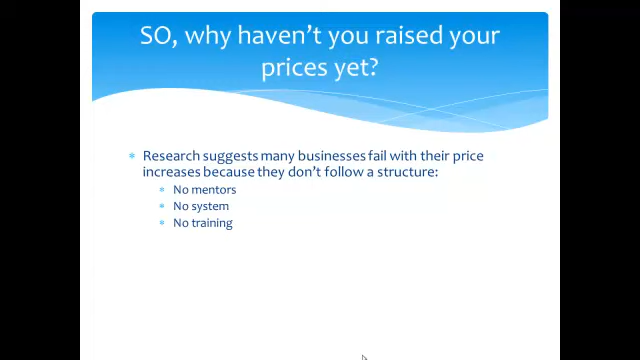 SO, why haven't you raised your
prices yet?
* Research suggests many businesses fail with their price
increases because they don't follow a structure:
* No mentors
* No system
* No training